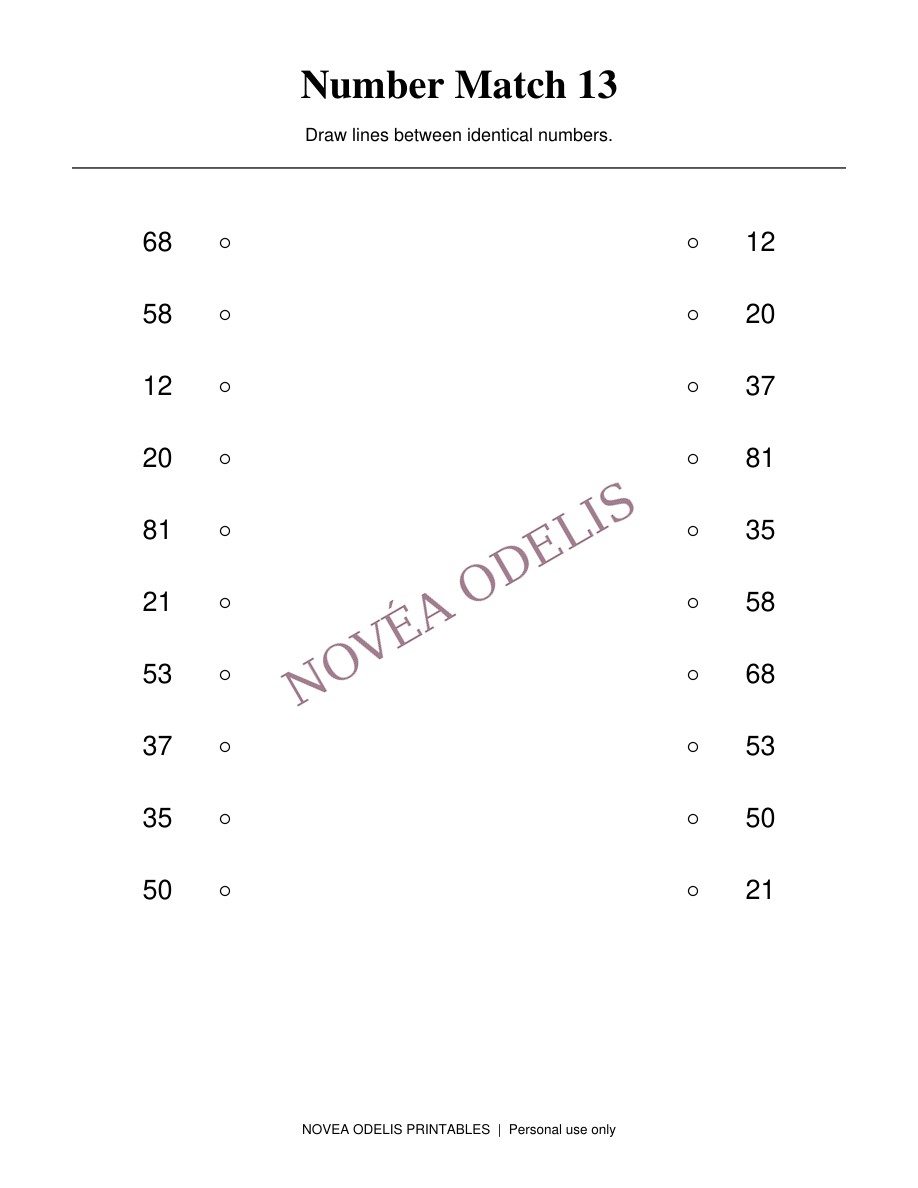 Number Match 13
Draw lines between identical numbers.
68 12
58 20
12 37
20 81
81 35
21 58
53 68
37 53
35 50
50 21
NOVÉA ODELIS
NOVEA ODELIS PRINTABLES | Personal use only